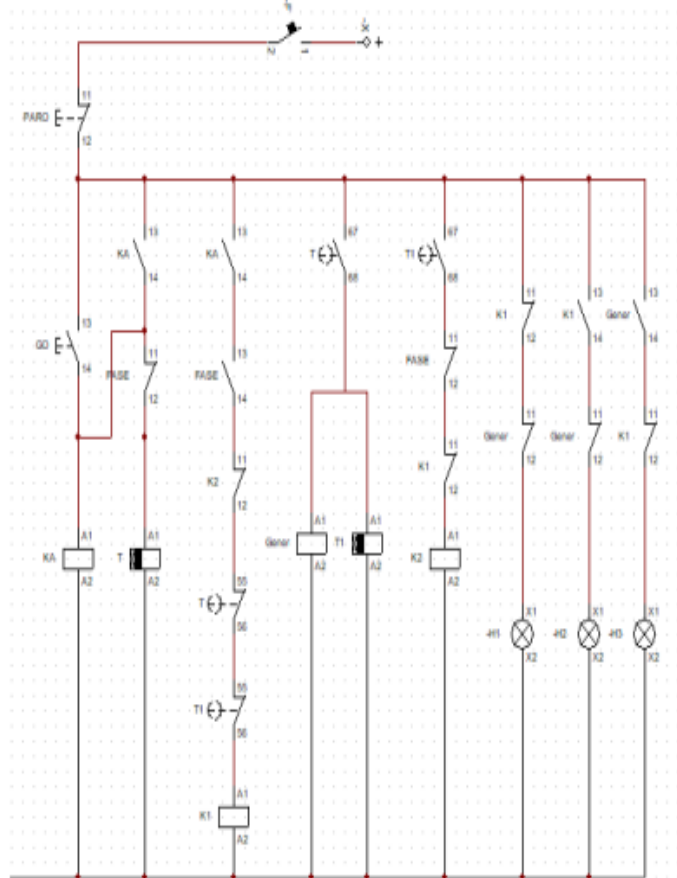 2
1
+
11
PARO
12
13
KA
14
13
KA
14
67
T
68
67
T1
68
11
K1
12
13
K1
14
13
Gener
14
13
GO
14
11
FASE
12
13
FASE
14
11
FASE
12
11
K2
12
11
K1
12
11
Gener
12
11
Gener
12
11
K1
12
A1
KA
A2
A1
T
A2
A1
Gener
A2
A1
T1
A2
A1
K2
A2
55
T
56
X1
-H1
X2
X1
-H2
X2
X1
-H3
X2
55
T1
56
A1
K1
A2